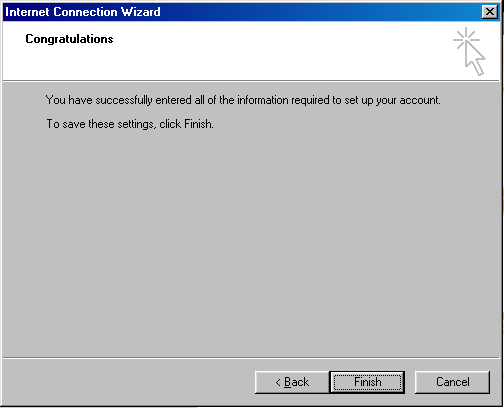 Internet Connection Wizard
Congratulations
You have successfully entered all of the information required to set up your account.
To save these settings, click Finish.
< Back
Finish
Cancel